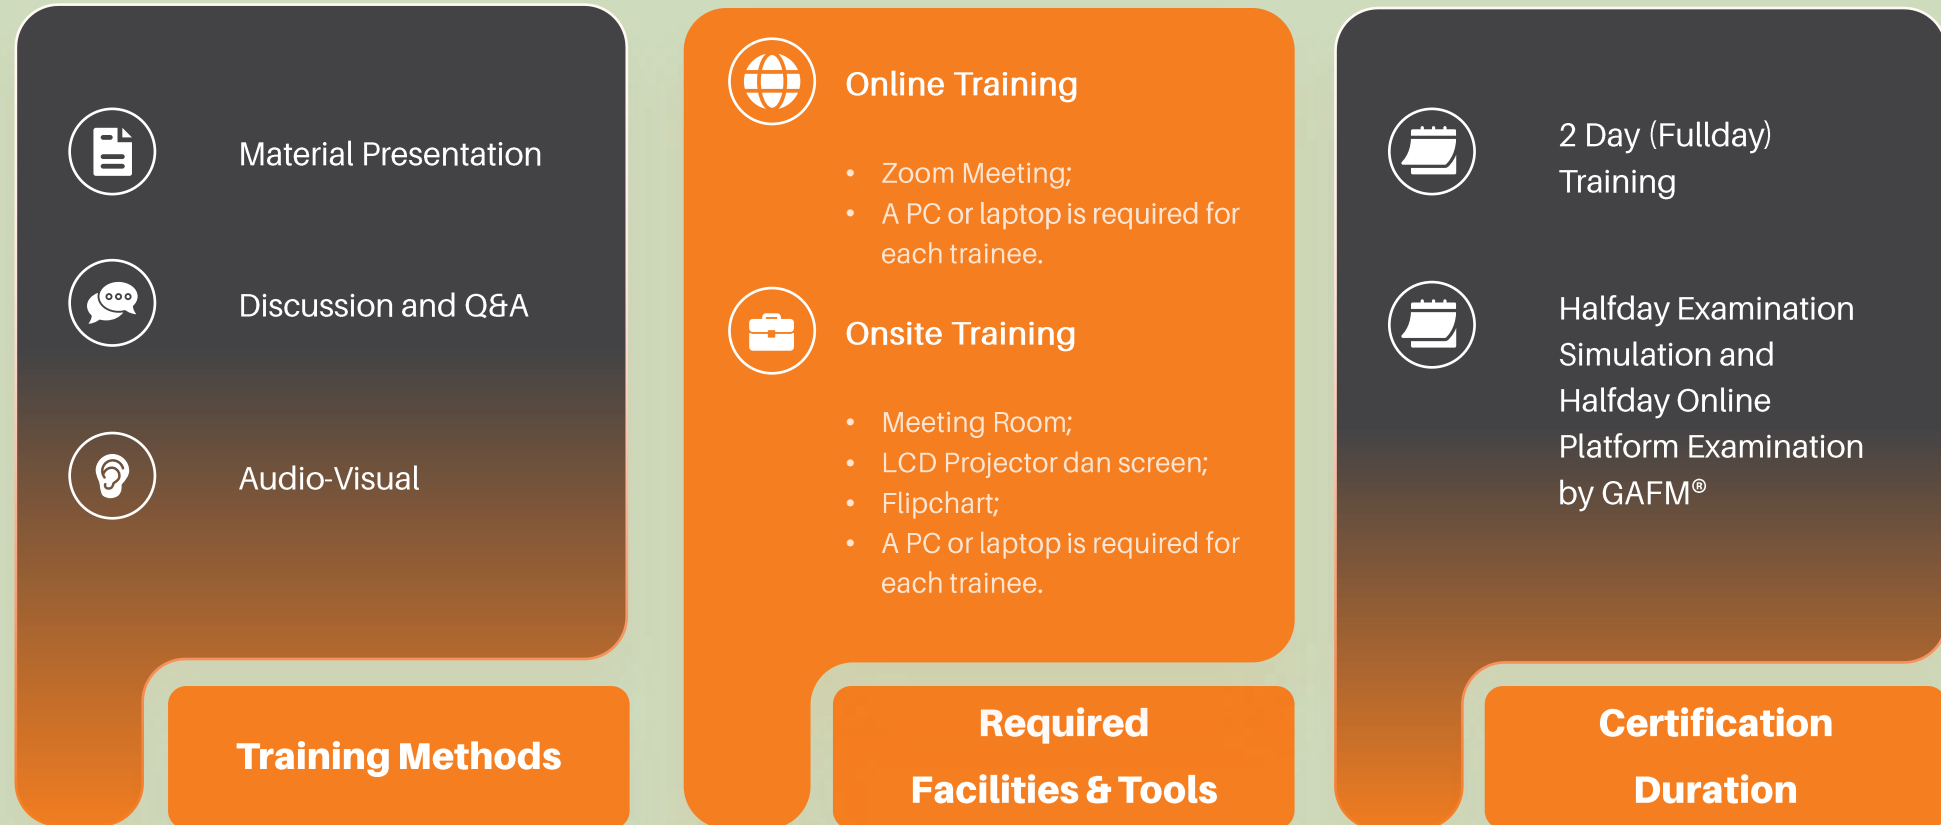 Material Presentation
Discussion and Q&A
Audio-Visual
Training Methods
Online Training
• Zoom Meeting;
• A PC or laptop is required for
each trainee.
Onsite Training
• Meeting Room;
• LCD Projector dan screen;
• Flipchart;
• A PC or laptop is required for
each trainee.
Required
Facilities & Tools
2 Day (Fullday)
Training
Halfday Examination
Simulation and
Halfday Online
Platform Examination
by GAFM®
Certification
Duration